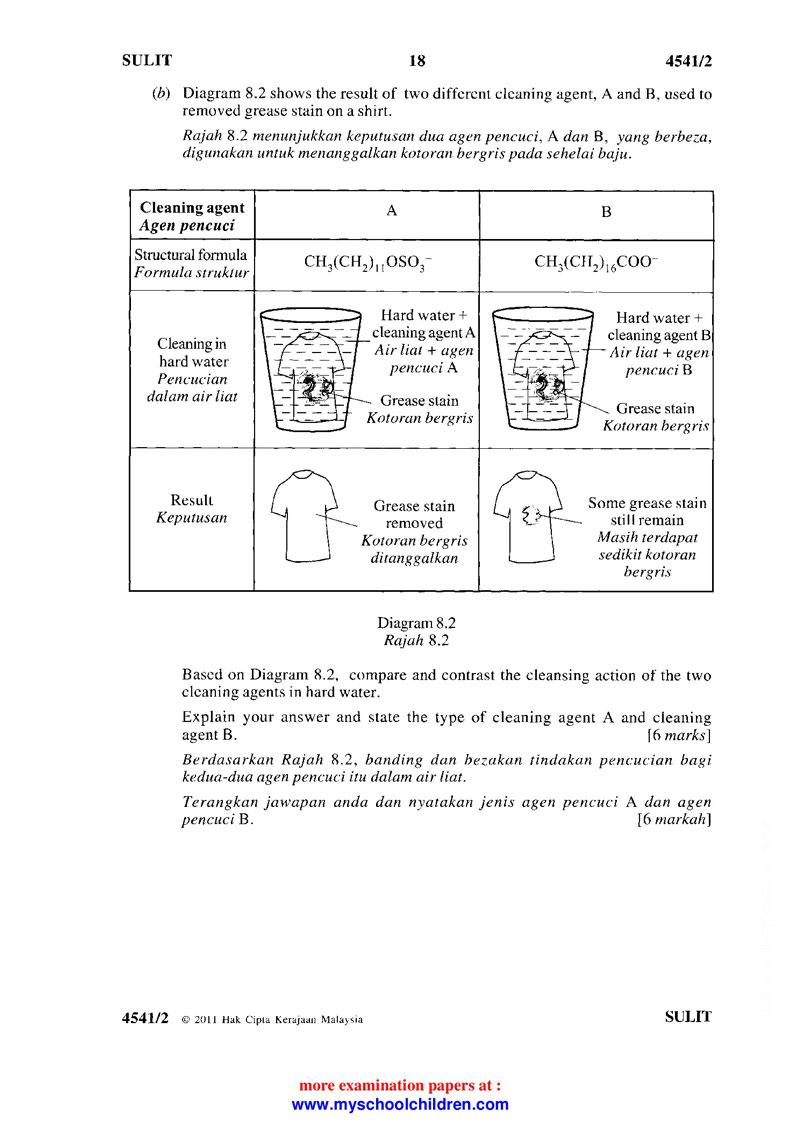 SULIT 18 4541/2
(b) Diagram 8.2 shows the result of two different cleaning agent, A and B, used to
removed grease stain on a shirt.
Rajah 8.2 menunjukkan keputusan dua agen pencuci, A dan B, yang berbeza,
digunakan untuk menanggalkan kotoran bergris pada sehelai baju.
Cleaning agent
Agen pencuci
A
B
Structural formula
Formula struktur
CH₃(CH₂)₁₁OSO₃⁻
CH₃(CH₂)₁₆COO⁻
Cleaning in
hard water
Pencucian
dalam air liat
Hard water +
cleaning agent A
Air liat + agen
pencuci A
Grease stain
Kotoran bergris
Hard water +
cleaning agent B
Air liat + agen
pencuci B
Grease stain
Kotoran bergris
Result
Keputusan
Grease stain
removed
Kotoran bergris
ditanggalkan
Some grease stain
still remain
Masih terdapat
sedikit kotoran
bergris
Diagram 8.2
Rajah 8.2
Based on Diagram 8.2, compare and contrast the cleansing action of the two
cleaning agents in hard water.
Explain your answer and state the type of cleaning agent A and cleaning
agent B. [6 marks]
Berdasarkan Rajah 8.2, banding dan bezakan tindakan pencucian bagi
kedua-dua agen pencuci itu dalam air liat.
Terangkan jawapan anda dan nyatakan jenis agen pencuci A dan agen
pencuci B. [6 markah]
4541/2 © 2011 Hak Cipta Kerajaan Malaysia SULIT
more examination papers at :
www.myschoolchildren.com